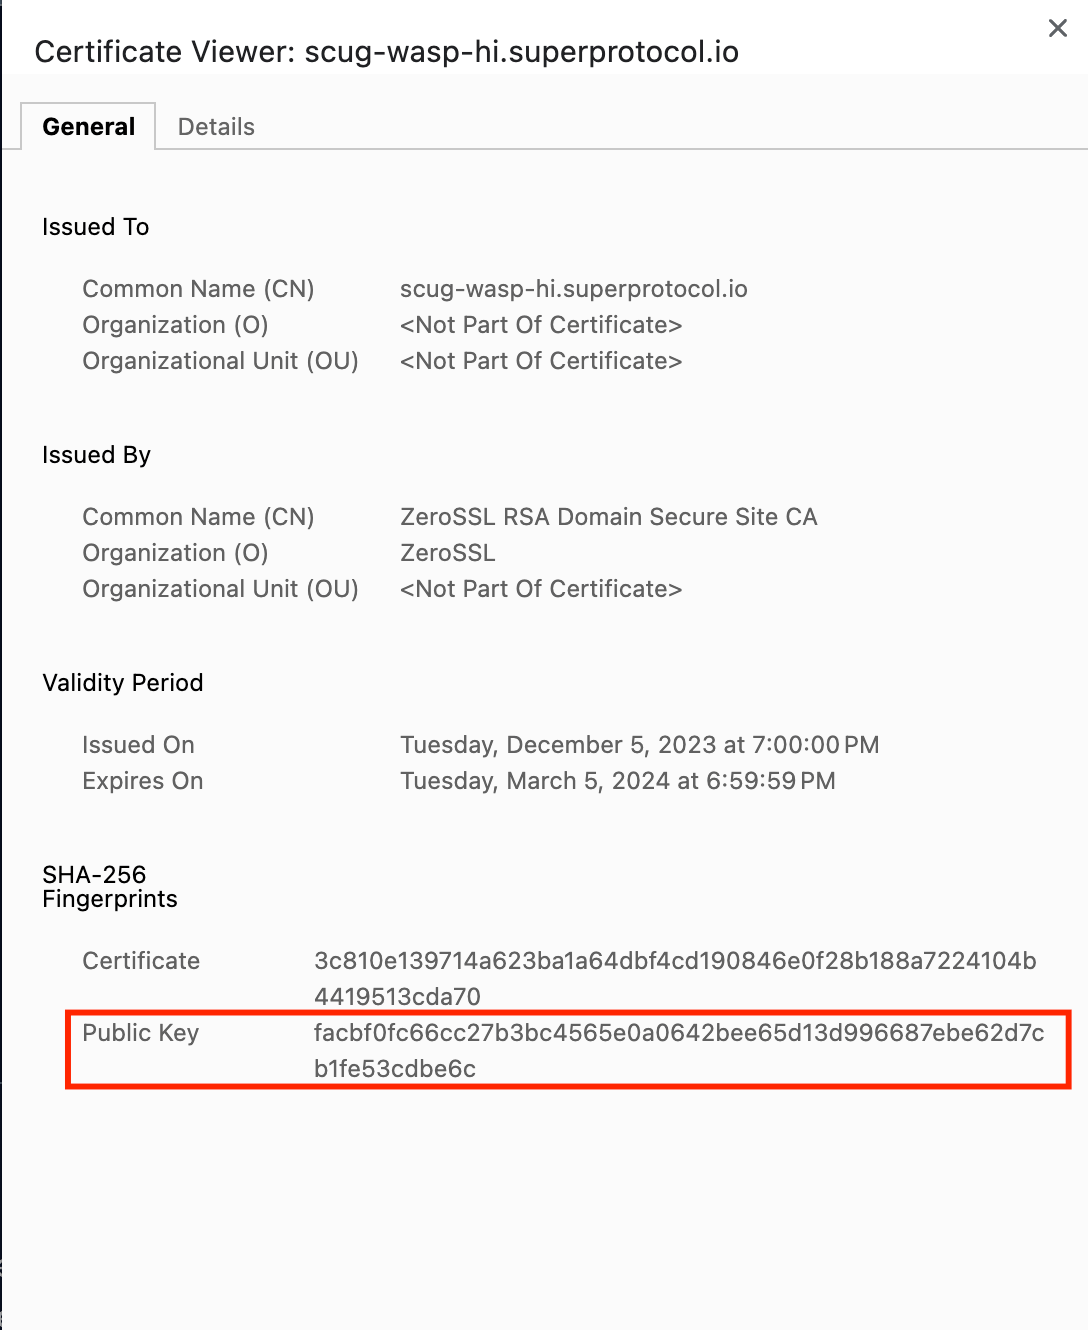 Certificate Viewer: scug-wasp-hi.superprotocol.io
General Details
Issued To
Common Name (CN) scug-wasp-hi.superprotocol.io
Organization (O) <Not Part Of Certificate>
Organizational Unit (OU) <Not Part Of Certificate>
Issued By
Common Name (CN) ZeroSSL RSA Domain Secure Site CA
Organization (O) ZeroSSL
Organizational Unit (OU) <Not Part Of Certificate>
Validity Period
Issued On Tuesday, December 5, 2023 at 7:00:00 PM
Expires On Tuesday, March 5, 2024 at 6:59:59 PM
SHA-256
Fingerprints
Certificate 3c810e139714a623ba1a64dbf4cd190846e0f28b188a7224104b
4419513cda70
Public Key facbf0fc66cc27b3bc4565e0a0642bee65d13d996687ebe62d7c
b1fe53cdbe6c